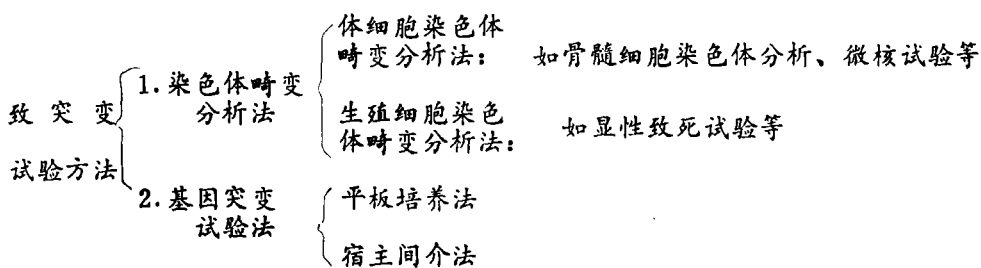 致突变
试验方法
1.染色体畸变
分析法
体细胞染色体
畸变分析法： 如骨髓细胞染色体分析、微核试验等
生殖细胞染色
体畸变分析法： 如显性致死试验等
2.基因突变
试验法
平板培养法
宿主间介法